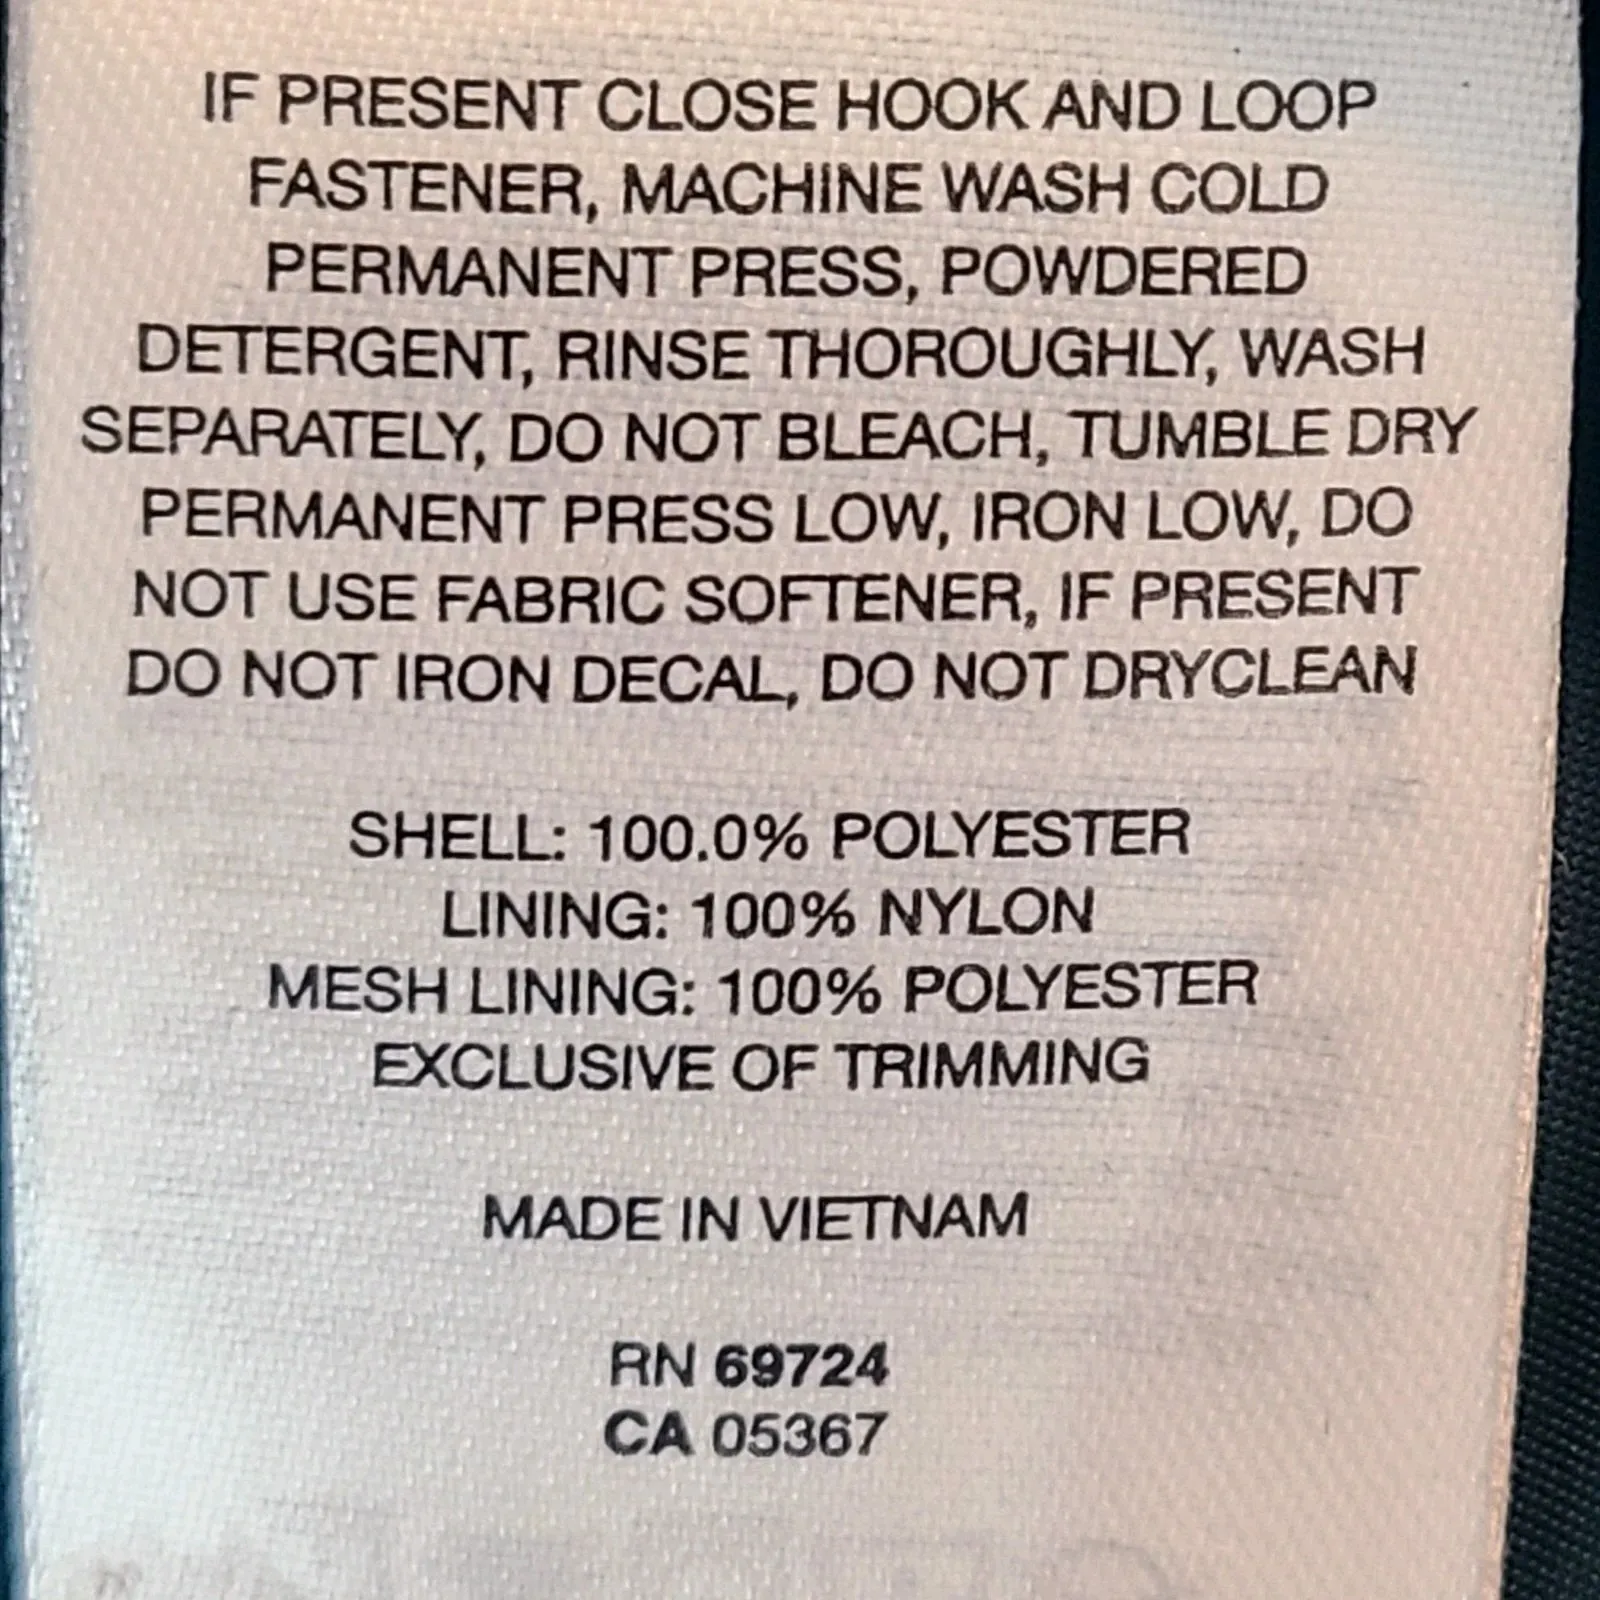 IF PRESENT CLOSE HOOK AND LOOP
FASTENER, MACHINE WASH COLD
PERMANENT PRESS, POWDERED
DETERGENT, RINSE THOROUGHLY, WASH
SEPARATELY, DO NOT BLEACH, TUMBLE DRY
PERMANENT PRESS LOW, IRON LOW, DO
NOT USE FABRIC SOFTENER, IF PRESENT
DO NOT IRON DECAL, DO NOT DRYCLEAN
SHELL: 100.0% POLYESTER
LINING: 100% NYLON
MESH LINING: 100% POLYESTER
EXCLUSIVE OF TRIMMING
MADE IN VIETNAM
RN 69724
CA 05367